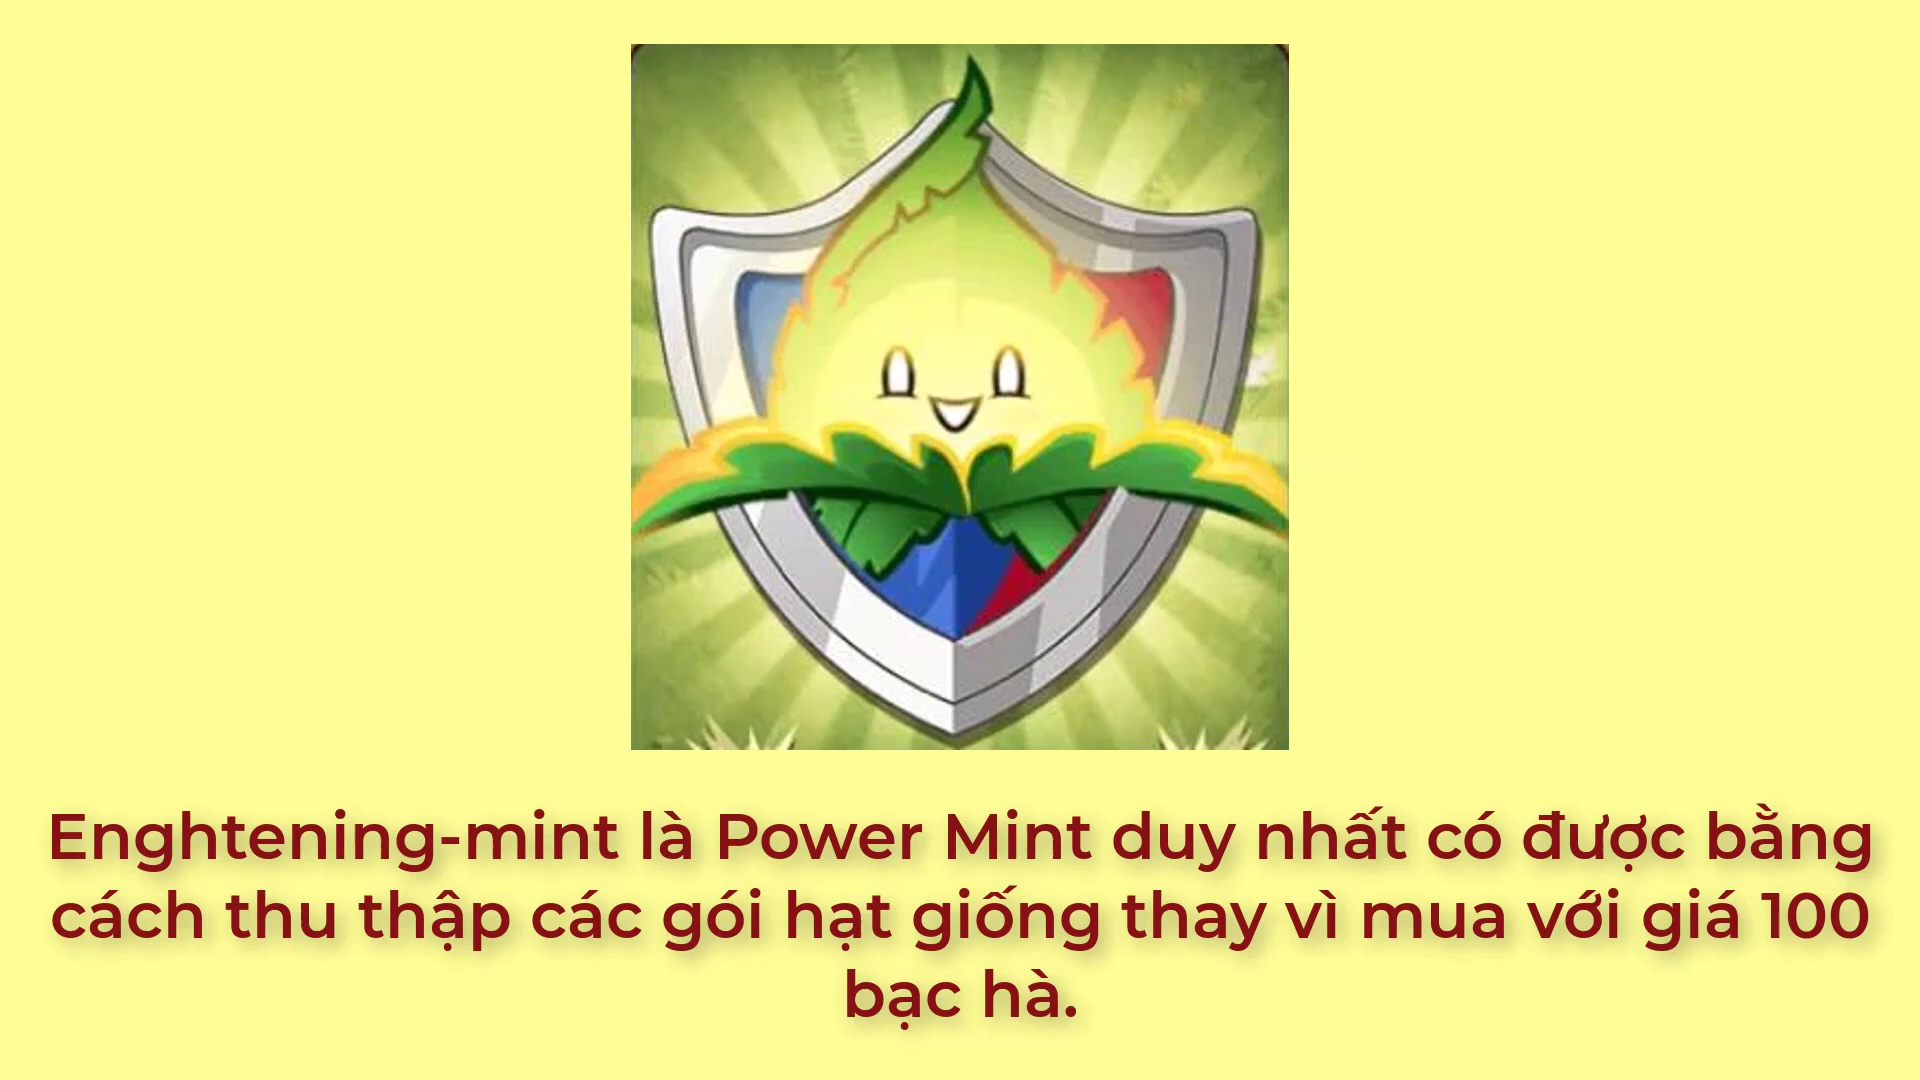 Enghtening-mint là Power Mint duy nhất có được bằng
cách thu thập các gói hạt giống thay vì mua với giá 100
bạc hà.